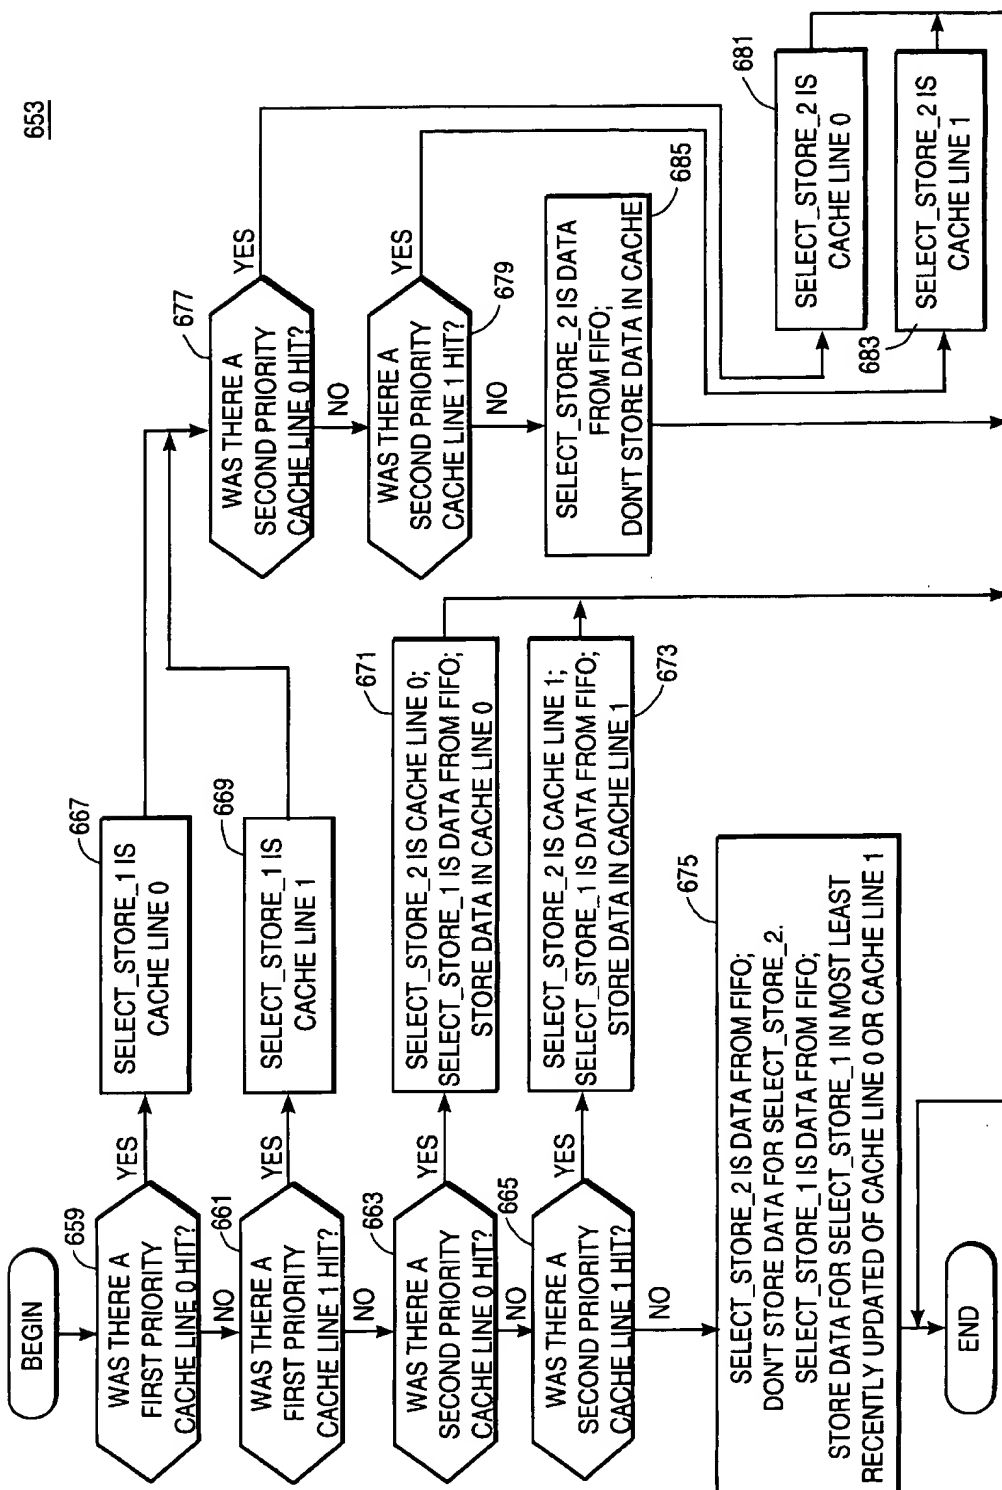 653
BEGIN
659
WAS THERE A
FIRST PRIORITY
CACHE LINE 0 HIT?
YES
NO
667
SELECT_STORE_1 IS
CACHE LINE 0
661
WAS THERE A
FIRST PRIORITY
CACHE LINE 1 HIT?
YES
NO
669
SELECT_STORE_1 IS
CACHE LINE 1
663
WAS THERE A
SECOND PRIORITY
CACHE LINE 0 HIT?
YES
NO
671
SELECT_STORE_2 IS CACHE LINE 0;
SELECT_STORE_1 IS DATA FROM FIFO;
STORE DATA IN CACHE LINE 0
665
WAS THERE A
SECOND PRIORITY
CACHE LINE 1 HIT?
YES
NO
673
SELECT_STORE_2 IS CACHE LINE 1;
SELECT_STORE_1 IS DATA FROM FIFO;
STORE DATA IN CACHE LINE 1
675
SELECT_STORE_2 IS DATA FROM FIFO;
DON'T STORE DATA FOR SELECT_STORE_2.
SELECT_STORE_1 IS DATA FROM FIFO;
STORE DATA FOR SELECT_STORE_1 IN MOST LEAST
RECENTLY UPDATED OF CACHE LINE 0 OR CACHE LINE 1
END
677
WAS THERE A
SECOND PRIORITY
CACHE LINE 0 HIT?
YES
NO
679
WAS THERE A
SECOND PRIORITY
CACHE LINE 1 HIT?
YES
NO
685
SELECT_STORE_2 IS DATA
FROM FIFO;
DON'T STORE DATA IN CACHE
681
SELECT_STORE_2 IS
CACHE LINE 0
683
SELECT_STORE_2 IS
CACHE LINE 1